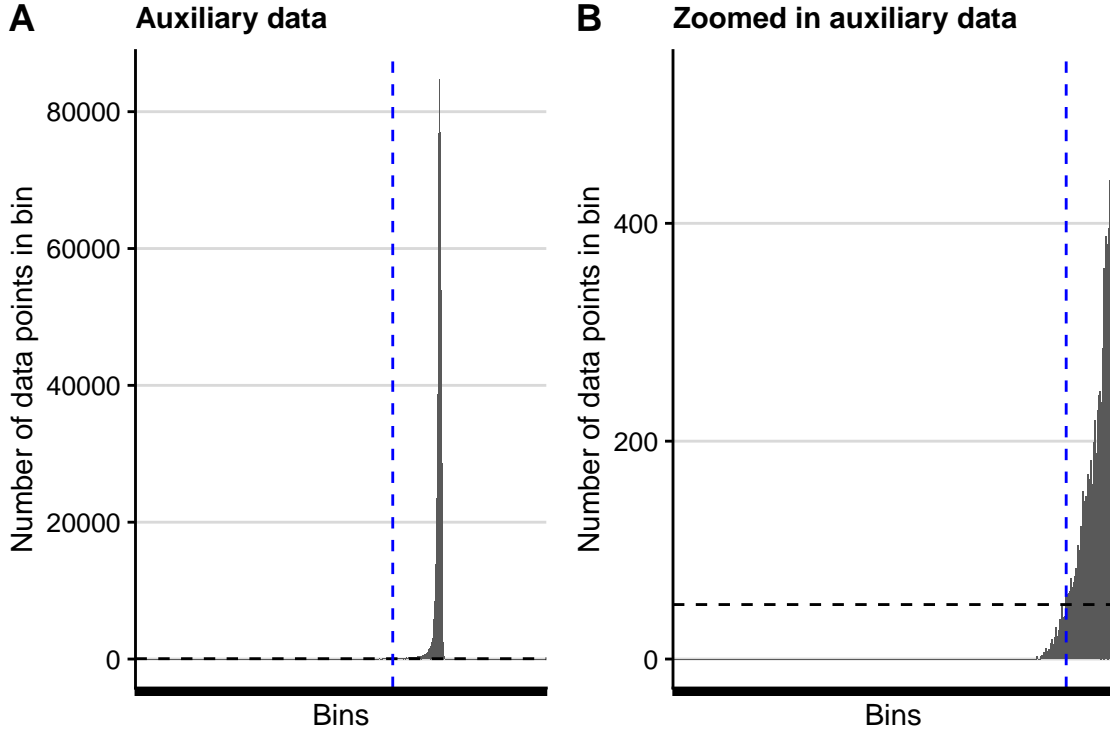 A
Auxiliary data
Number of data points in bin
80000
60000
40000
20000
0
Bins
B
Zoomed in auxiliary data
Number of data points in bin
400
200
0
Bins